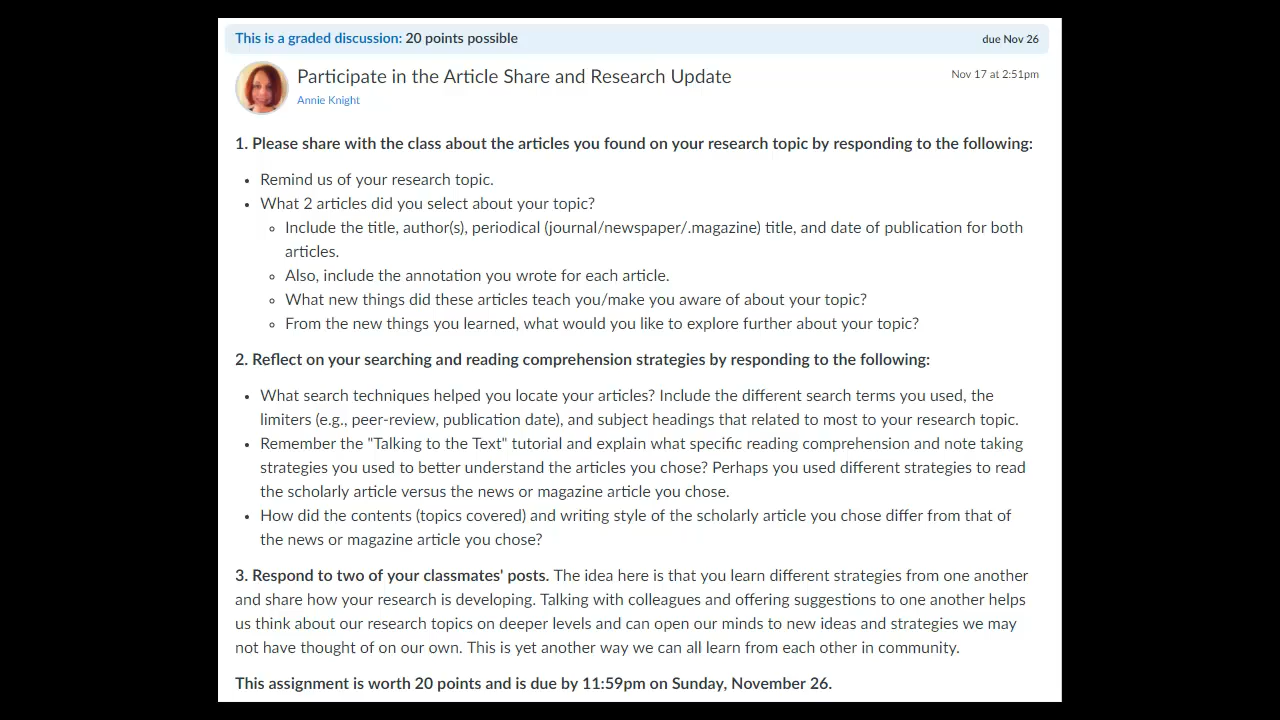 This is a graded discussion: 20 points possible
due Nov 26
Participate in the Article Share and Research Update
Nov 17 at 2:51pm
Annie Knight
1. Please share with the class about the articles you found on your research topic by responding to the following:
• Remind us of your research topic.
• What 2 articles did you select about your topic?
◦ Include the title, author(s), periodical (journal/newspaper/.magazine) title, and date of publication for both
articles.
◦ Also, include the annotation you wrote for each article.
◦ What new things did these articles teach you/make you aware of about your topic?
◦ From the new things you learned, what would you like to explore further about your topic?
2. Reflect on your searching and reading comprehension strategies by responding to the following:
• What search techniques helped you locate your articles? Include the different search terms you used, the
limiters (e.g., peer-review, publication date), and subject headings that related to most to your research topic.
• Remember the "Talking to the Text" tutorial and explain what specific reading comprehension and note taking
strategies you used to better understand the articles you chose? Perhaps you used different strategies to read
the scholarly article versus the news or magazine article you chose.
• How did the contents (topics covered) and writing style of the scholarly article you chose differ from that of
the news or magazine article you chose?
3. Respond to two of your classmates' posts. The idea here is that you learn different strategies from one another
and share how your research is developing. Talking with colleagues and offering suggestions to one another helps
us think about our research topics on deeper levels and can open our minds to new ideas and strategies we may
not have thought of on our own. This is yet another way we can all learn from each other in community.
This assignment is worth 20 points and is due by 11:59pm on Sunday, November 26.